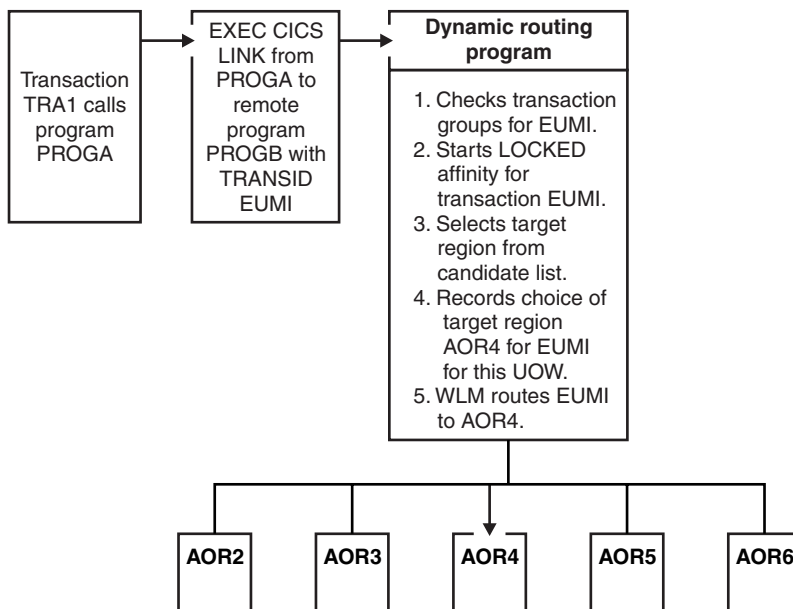 Transaction
TRA1 calls
program
PROGA
EXEC CICS
LINK from
PROGA to
remote
program
PROGB with
TRANSID
EUMI
Dynamic routing
program
1. Checks transaction
groups for EUMI.
2. Starts LOCKED
affinity for
transaction EUMI.
3. Selects target
region from
candidate list.
4. Records choice of
target region
AOR4 for EUMI
for this UOW.
5. WLM routes EUMI
to AOR4.
AOR2
AOR3
AOR4
AOR5
AOR6